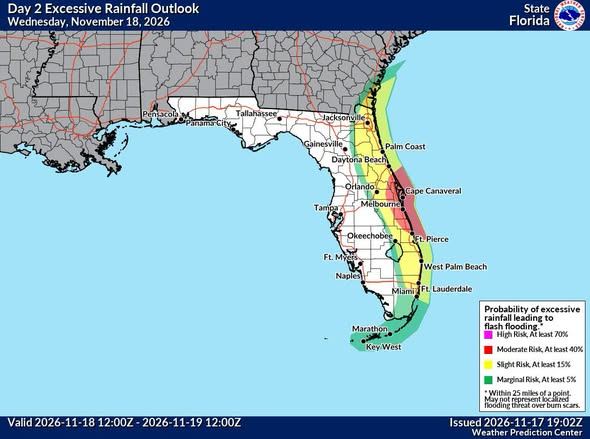 Day 2 Excessive Rainfall Outlook
Wednesday, November 18, 2026
State
Florida
Pensacola
Panama City
Tallahassee
Jacksonville
Gainesville
Palm Coast
Daytona Beach
Orlando
Cape Canaveral
Melbourne
Tampa
Okeechobee
Ft. Pierce
Ft. Myers
West Palm Beach
Naples
Ft. Lauderdale
Miami
Marathon
Key West
Probability of excessive
rainfall leading to
flash flooding.*
High Risk, At least 70%
Moderate Risk, At least 40%
Slight Risk, At least 15%
Marginal Risk, At least 5%
* Within 25 miles of a point.
May not represent localized
flooding threat over burn scars.
Valid 2026-11-18 12:00Z - 2026-11-19 12:00Z
Issued 2026-11-17 19:02Z
Weather Prediction Center